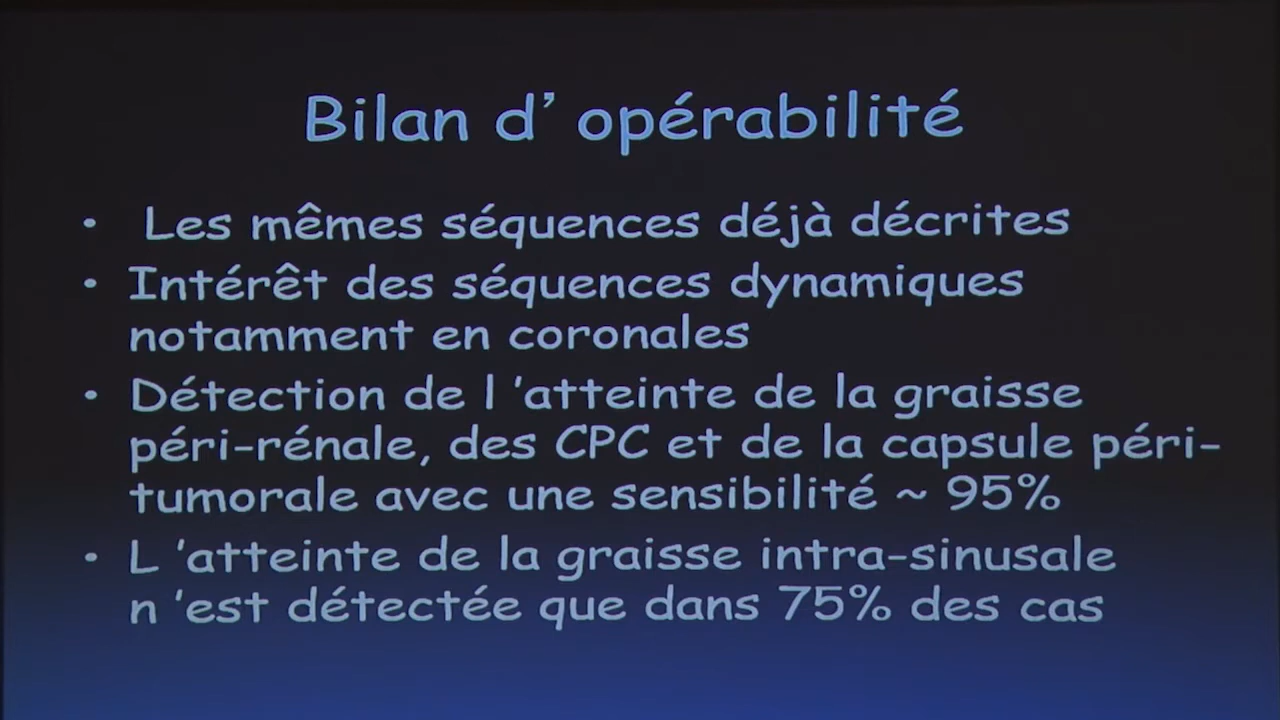 Bilan d’ opérabilité
• Les mêmes séquences déjà décrites
• Intérêt des séquences dynamiques
notamment en coronales
• Détection de l ’atteinte de la graisse
péri-rénale, des CPC et de la capsule péri-
tumorale avec une sensibilité ~ 95%
• L ’atteinte de la graisse intra-sinusale
n ’est détectée que dans 75% des cas